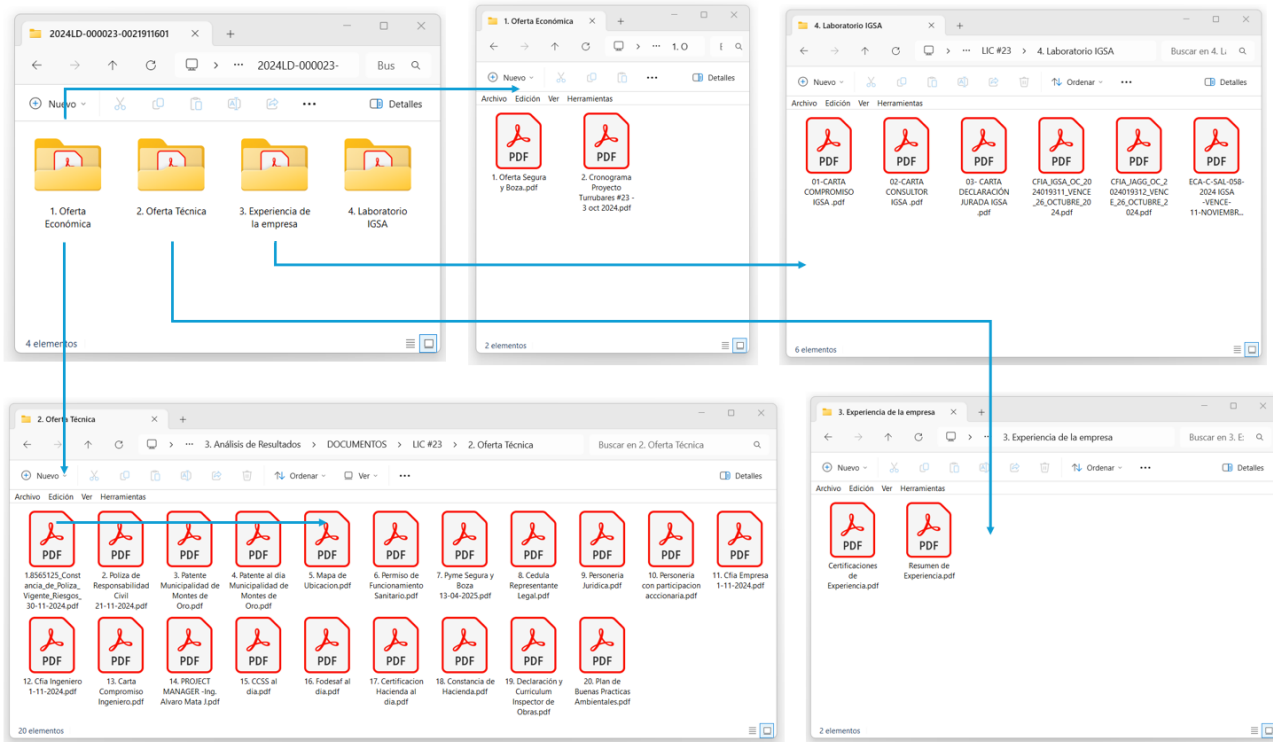 2024LD-000023-0021911601
2024LD-000023-
Bus
Nuevo
Detalles
1. Oferta
Económica
2. Oferta Técnica
3. Experiencia de
la empresa
4. Laboratorio
IGSA
4 elementos
1. Oferta Económica
1. O
Nuevo
Detalles
Archivo Edición Ver Herramientas
PDF
1. Oferta Segura
y Boza..pdf
PDF
2. Cronograma
Proyecto
Turrubares #23 -
3 oct 2024.pdf
2 elementos
4. Laboratorio IGSA
LIC #23 > 4. Laboratorio IGSA
Buscar en 4. L
Nuevo
Ordenar
Detalles
Archivo Edición Ver Herramientas
PDF
01-CARTA
COMPROMISO
IGSA .pdf
PDF
02-CARTA
CONSULTOR
IGSA .pdf
PDF
03- CARTA
DECLARACIÓN
JURADA IGSA
.pdf
PDF
CFIA_IGSA_OC_20
24019311_VENCE
_26_OCTUBRE_20
24.pdf
PDF
CFIA_JAGG_OC_2
024019312_VENC
E_26_OCTUBRE_2
024.pdf
PDF
ECA-C-SAL-058-
2024 IGSA
-VENCE-
11-NOVIEMBR...
6 elementos
2. Oferta Técnica
3. Análisis de Resultados > DOCUMENTOS > LIC #23 > 2. Oferta Técnica
Buscar en 2. Oferta Técnica
Nuevo
Ordenar
Ver
Detalles
Archivo Edición Ver Herramientas
PDF
1.8565125_Const
ancia_de_Poliza_
Vigente_Riesgos_
30-11-2024.pdf
PDF
2. Poliza de
Responsabilidad
Civil
21-11-2024.pdf
PDF
3. Patente
Municipalidad de
Montes de
Oro.pdf
PDF
4. Patente al dia
Municipalidad de
Montes de
Oro.pdf
PDF
5. Mapa de
Ubicacion.pdf
PDF
6. Permiso de
Funcionamiento
Sanitario.pdf
PDF
7. Pyme Segura y
Boza
13-04-2025.pdf
PDF
8. Cedula
Representante
Legal.pdf
PDF
9. Personeria
Juridica.pdf
PDF
10. Personeria
con participacion
acccionaria.pdf
PDF
11. Cfia Empresa
1-11-2024.pdf
PDF
12. Cfia Ingeniero
1-11-2024.pdf
PDF
13. Carta
Compromiso
Ingeniero.pdf
PDF
14. PROJECT
MANAGER -Ing.
Alvaro Mata J.pdf
PDF
15. CCSS al
dia.pdf
PDF
16. Fodesaf al
dia.pdf
PDF
17. Certificacion
Hacienda al
dia.pdf
PDF
18. Constancia de
Hacienda.pdf
PDF
19. Declaración y
Curriculum
Inspector de
Obras.pdf
PDF
20. Plan de
Buenas Practicas
Ambientales.pdf
20 elementos
3. Experiencia de la empresa
3. Experiencia de la empresa
Buscar en 3. E:
Nuevo
Ordenar
Detalles
Archivo Edición Ver Herramientas
PDF
Certificaciones
de
Experiencia.pdf
PDF
Resumen de
Experiencia.pdf
2 elementos